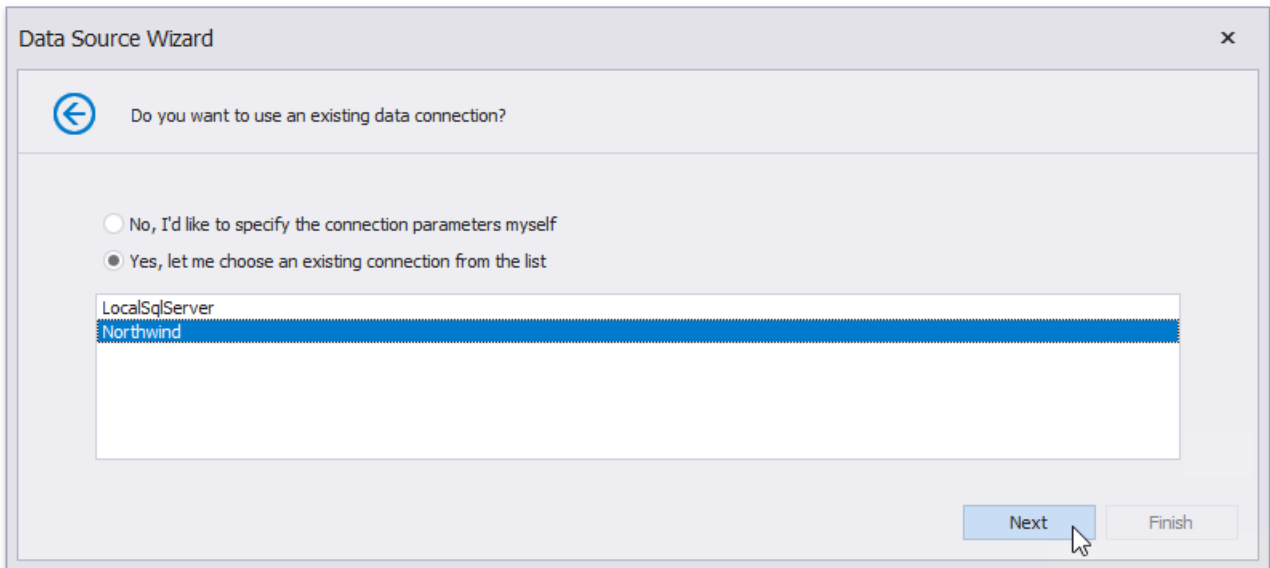 Data Source Wizard
Do you want to use an existing data connection?
No, I'd like to specify the connection parameters myself
Yes, let me choose an existing connection from the list
LocalSqlServer
Northwind
Next
Finish